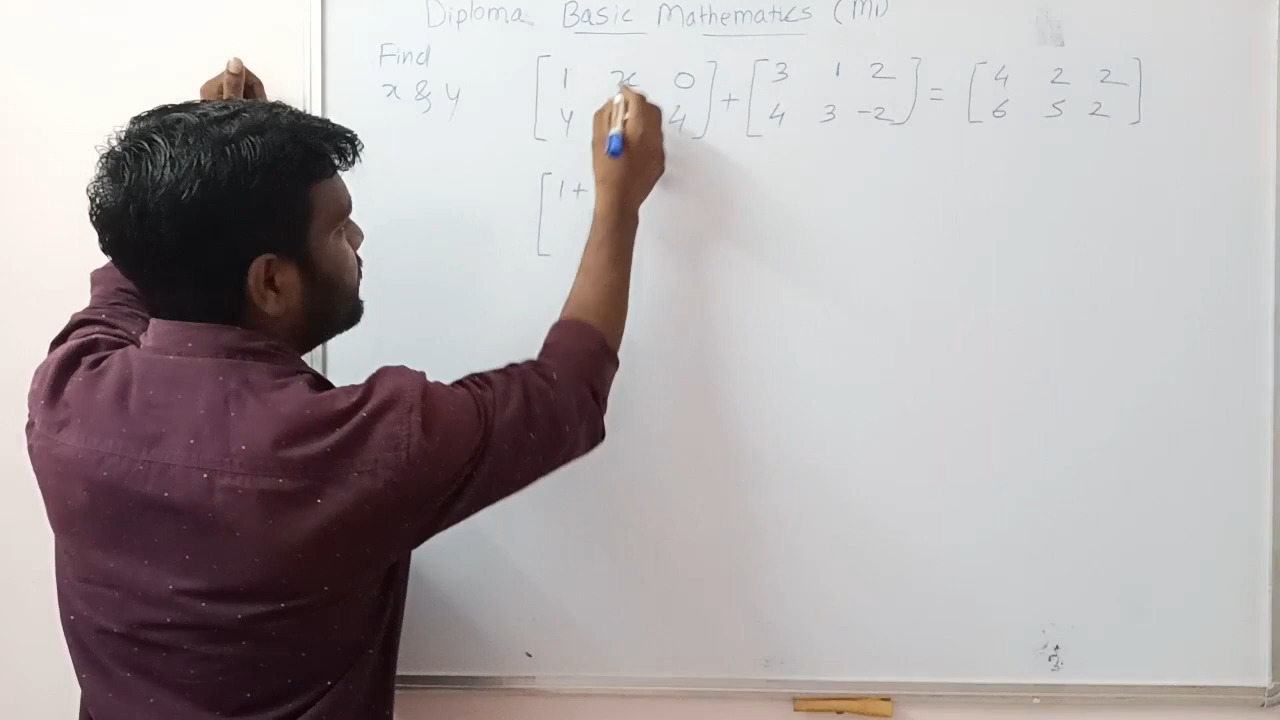 Diploma Basic Mathematics (M1)
Find
x & y
[ 1 x 0 ] + [ 3 1 2 ] = [ 4 2 2 ]
[ y 4 ] [ 4 3 -2 ] [ 6 5 2 ]
[ 1 +